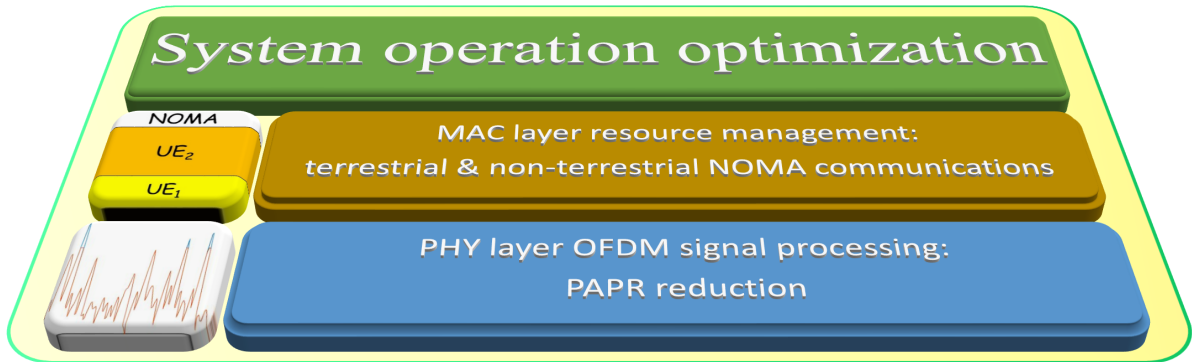 System operation optimization
NOMA
UE₂
UE₁
MAC layer resource management:
terrestrial & non-terrestrial NOMA communications
PHY layer OFDM signal processing:
PAPR reduction